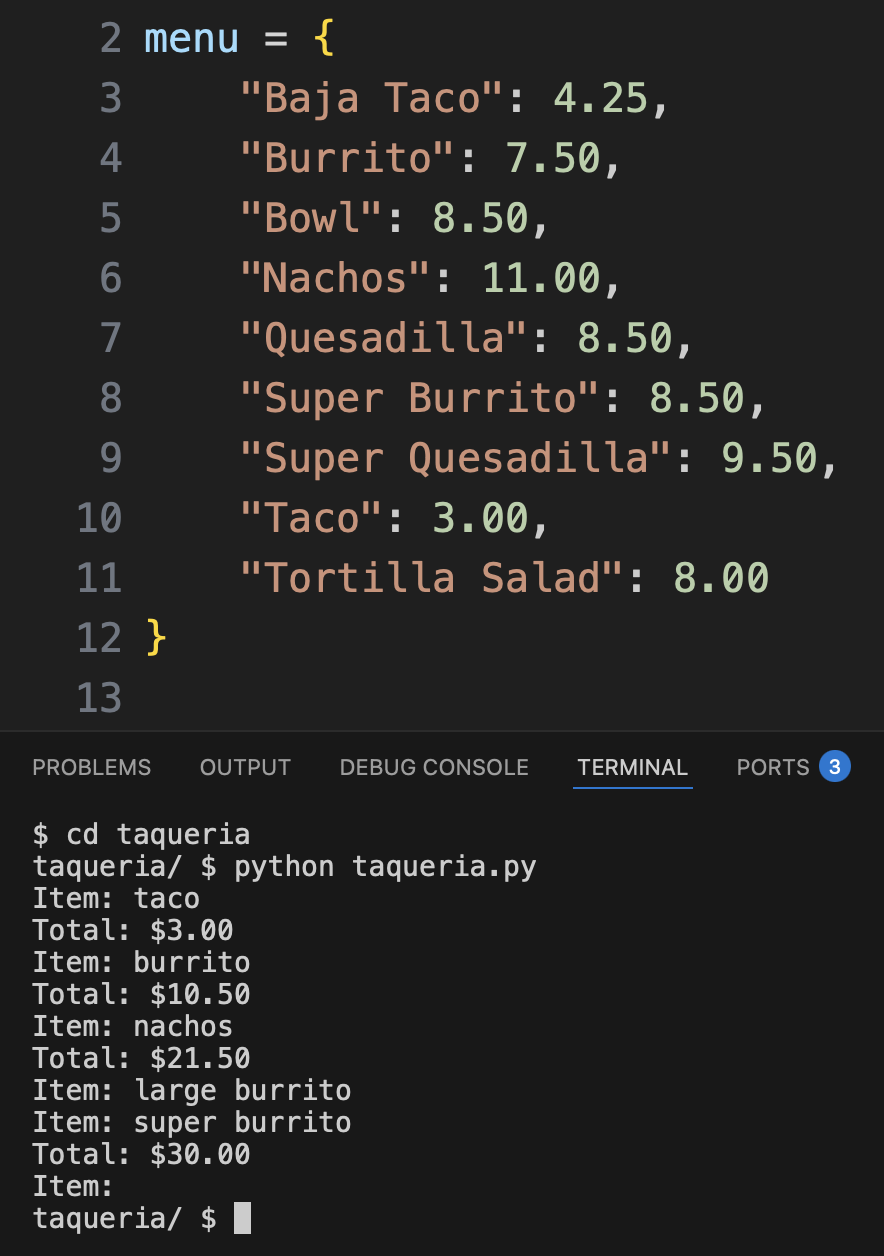 2 menu = {
3     "Baja Taco": 4.25,
4     "Burrito": 7.50,
5     "Bowl": 8.50,
6     "Nachos": 11.00,
7     "Quesadilla": 8.50,
8     "Super Burrito": 8.50,
9     "Super Quesadilla": 9.50,
10     "Taco": 3.00,
11     "Tortilla Salad": 8.00
12 }
13
PROBLEMS OUTPUT DEBUG CONSOLE TERMINAL PORTS 3
$ cd taqueria
taqueria/ $ python taqueria.py
Item: taco
Total: $3.00
Item: burrito
Total: $10.50
Item: nachos
Total: $21.50
Item: large burrito
Item: super burrito
Total: $30.00
Item:
taqueria/ $